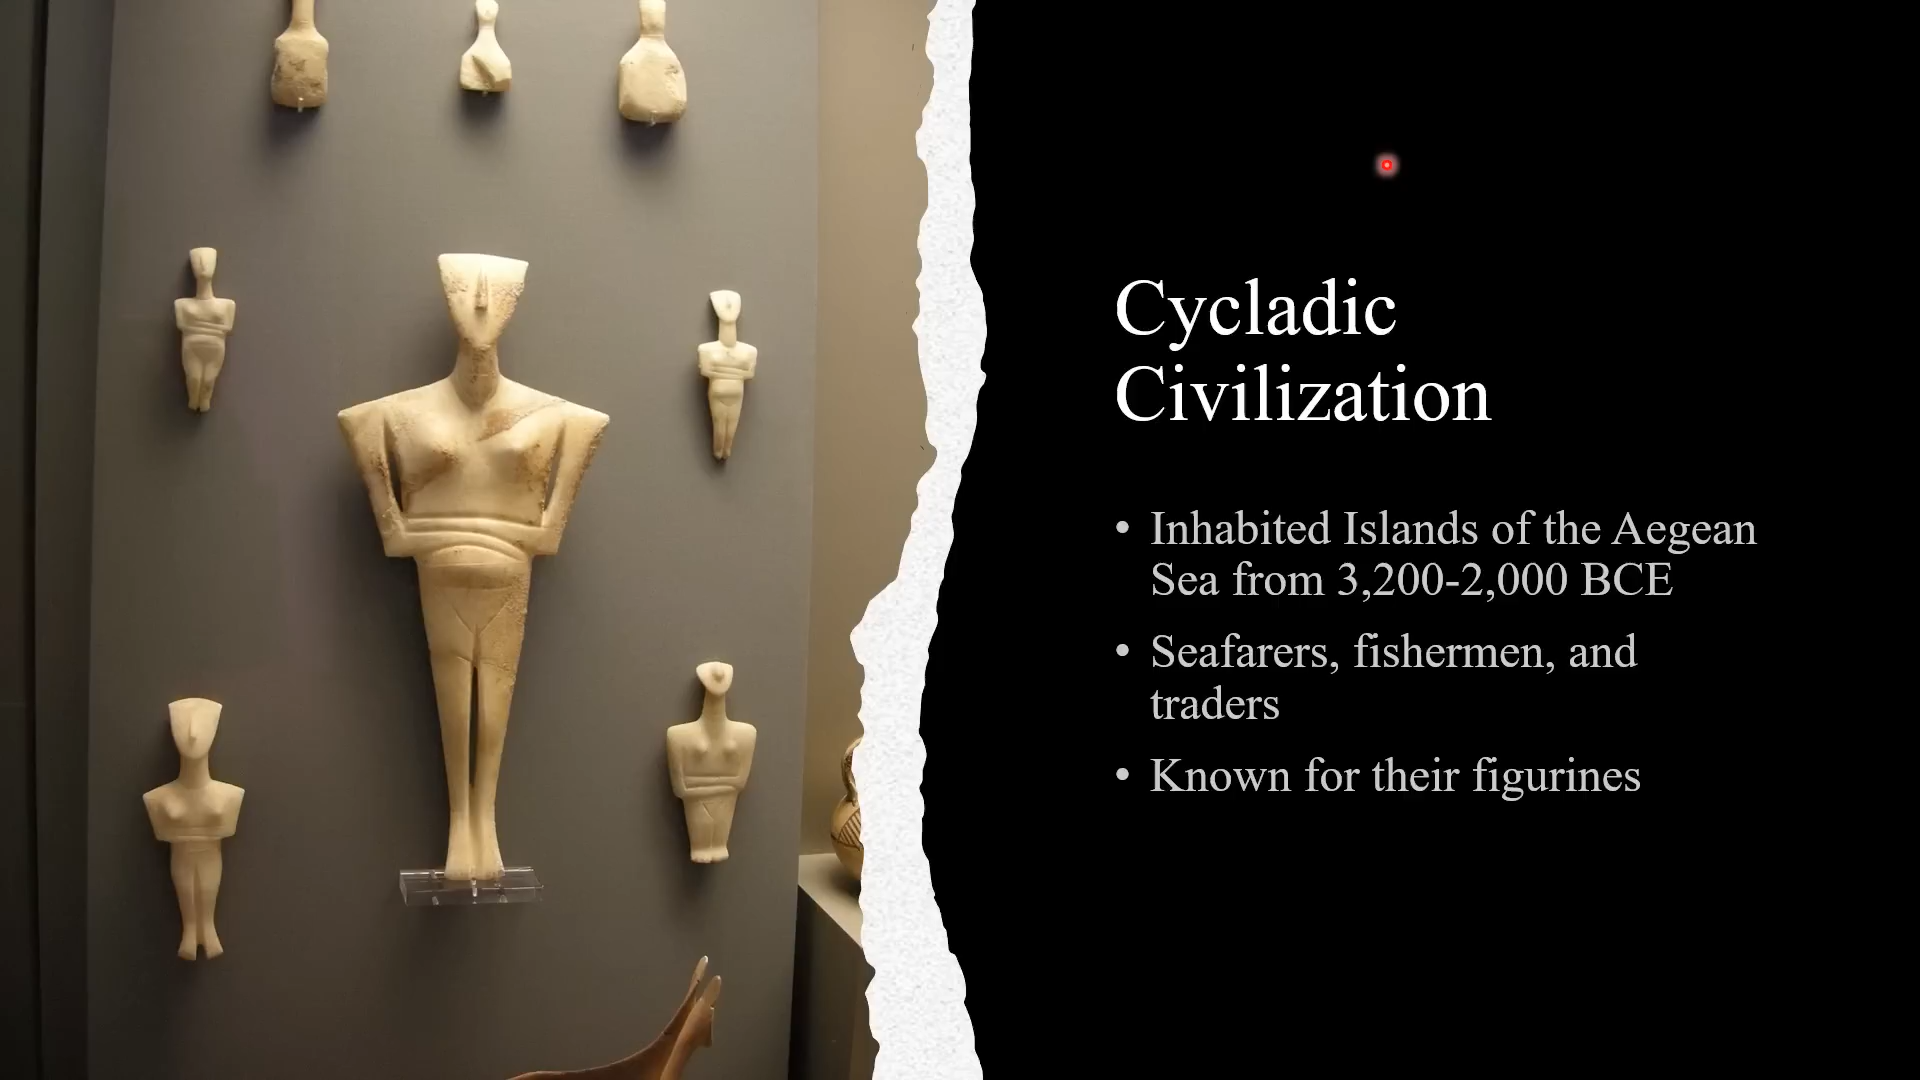 Cycladic
Civilization
• Inhabited Islands of the Aegean
Sea from 3,200-2,000 BCE
• Seafarers, fishermen, and
traders
• Known for their figurines